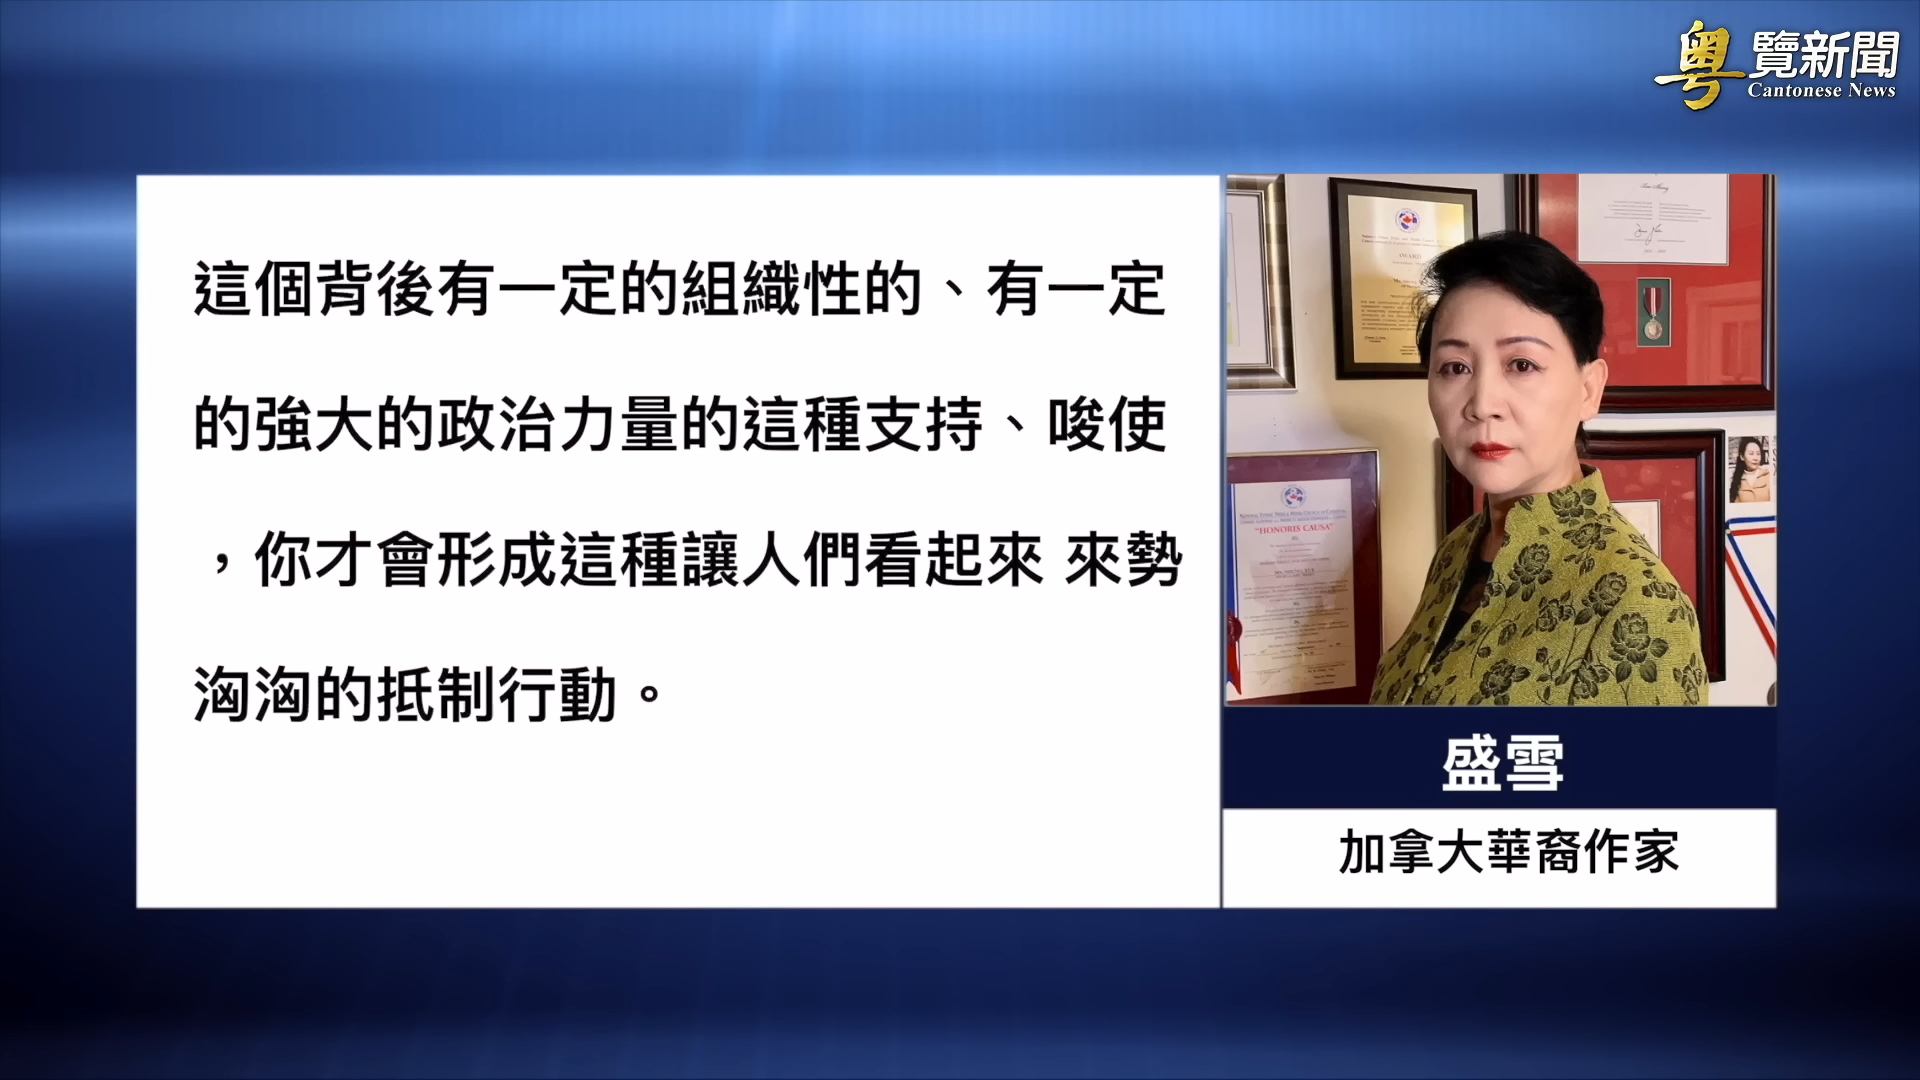 粤覽新聞
Cantonese News
這個背後有一定的組織性的、有一定
的強大的政治力量的這種支持、唆使
，你才會形成這種讓人們看起來 來勢
洶洶的抵制行動。
"HONORIS CAUSA"
盛雪
加拿大華裔作家